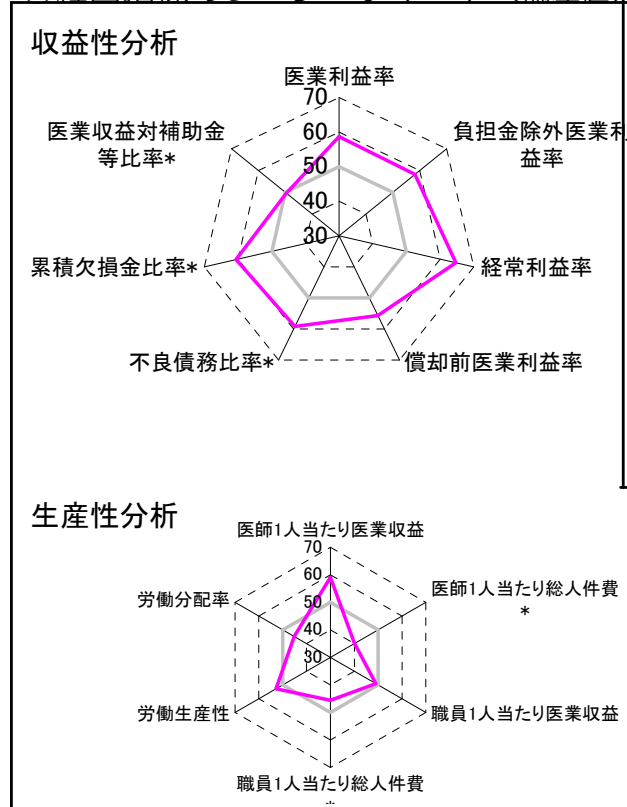 収益性分析
医業利益率
70
60
50
40
30
負担金除外医業利
益率
経常利益率
償却前医業利益率
不良債務比率*
累積欠損金比率*
医業収益対補助金
等比率*
生産性分析
医師1人当たり医業収益
70
60
50
40
30
医師1人当たり総人件費
*
職員1人当たり医業収益
職員1人当たり総人件費
*
労働生産性
労働分配率